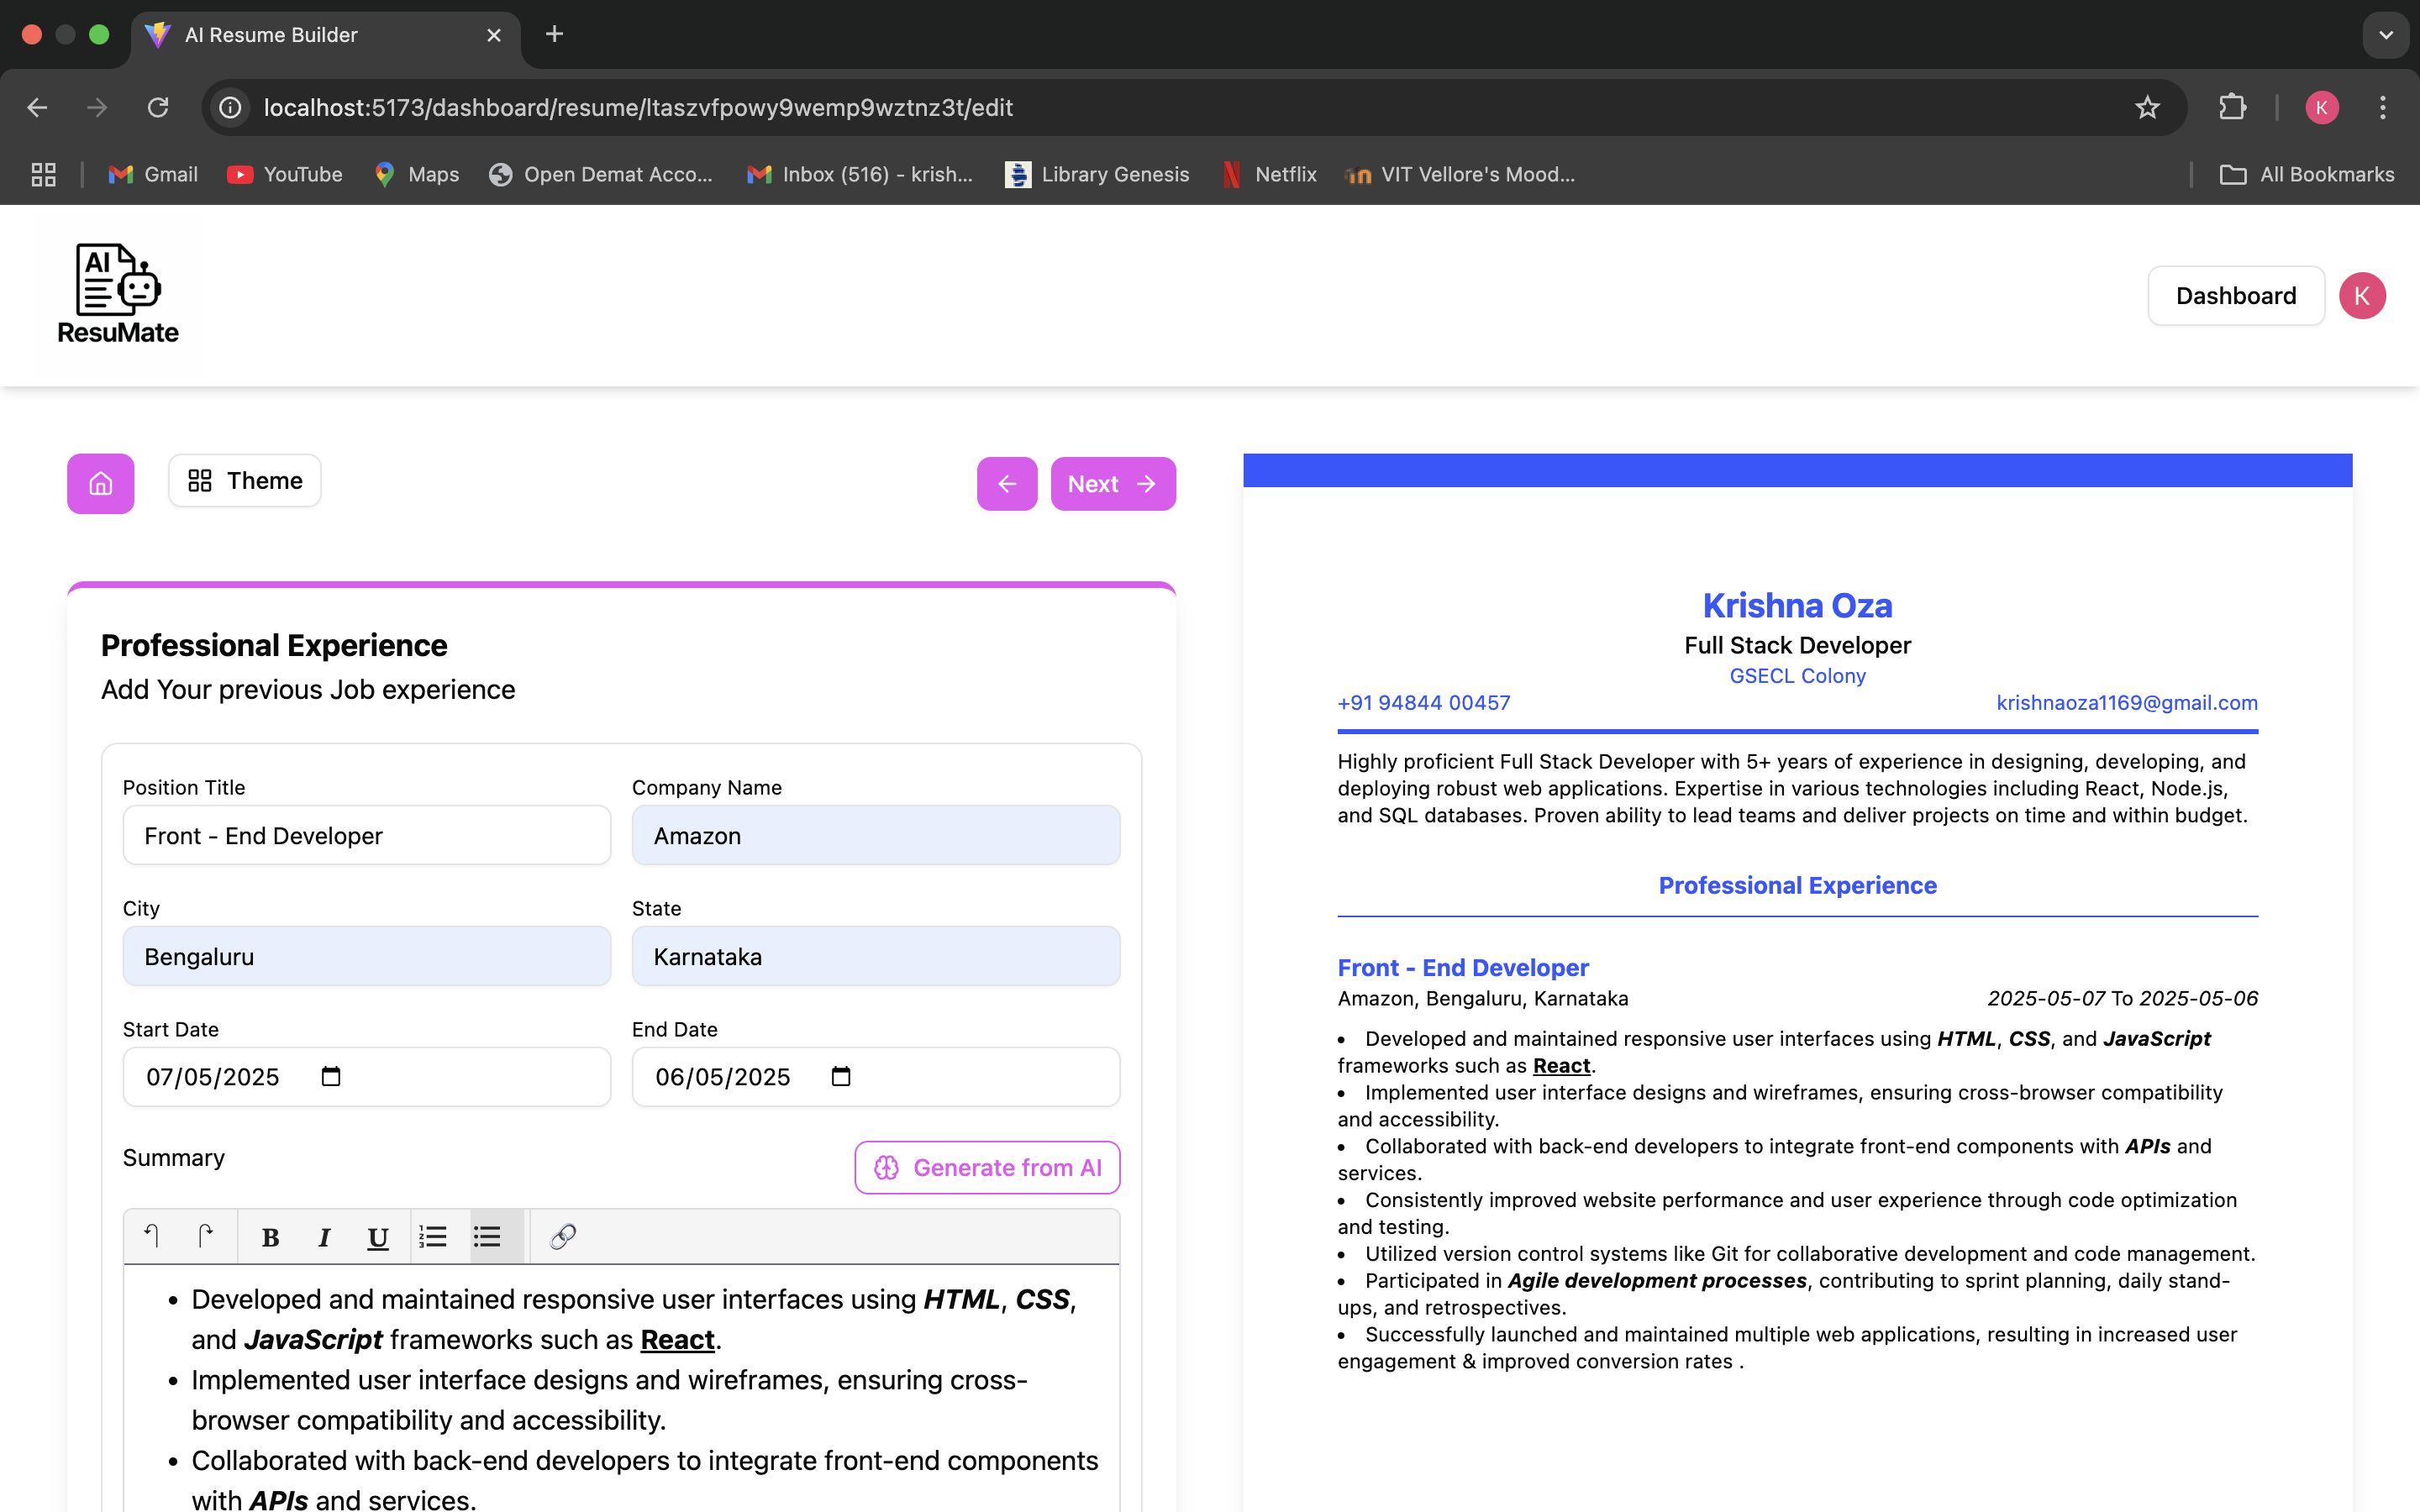 AI Resume Builder
localhost:5173/dashboard/resume/ltaszvfpowy9wemp9wztnz3t/edit
K
Gmail
YouTube
Maps
Open Demat Acco...
Inbox (516) - krish...
Library Genesis
Netflix
VIT Vellore's Mood...
All Bookmarks
AI
ResuMate
Dashboard
K
Theme
Next
Professional Experience
Add Your previous Job experience
Position Title
Company Name
Front - End Developer
Amazon
City
State
Bengaluru
Karnataka
Start Date
End Date
07/05/2025
06/05/2025
Summary
Generate from AI
B I U
• Developed and maintained responsive user interfaces using HTML, CSS,
and JavaScript frameworks such as React.
• Implemented user interface designs and wireframes, ensuring cross-
browser compatibility and accessibility.
• Collaborated with back-end developers to integrate front-end components
with APIs and services.
Krishna Oza
Full Stack Developer
GSECL Colony
+91 94844 00457
krishnaoza1169@gmail.com
Highly proficient Full Stack Developer with 5+ years of experience in designing, developing, and
deploying robust web applications. Expertise in various technologies including React, Node.js,
and SQL databases. Proven ability to lead teams and deliver projects on time and within budget.
Professional Experience
Front - End Developer
Amazon, Bengaluru, Karnataka
2025-05-07 To 2025-05-06
• Developed and maintained responsive user interfaces using HTML, CSS, and JavaScript
frameworks such as React.
• Implemented user interface designs and wireframes, ensuring cross-browser compatibility
and accessibility.
• Collaborated with back-end developers to integrate front-end components with APIs and
services.
• Consistently improved website performance and user experience through code optimization
and testing.
• Utilized version control systems like Git for collaborative development and code management.
• Participated in Agile development processes, contributing to sprint planning, daily stand-
ups, and retrospectives.
• Successfully launched and maintained multiple web applications, resulting in increased user
engagement & improved conversion rates .